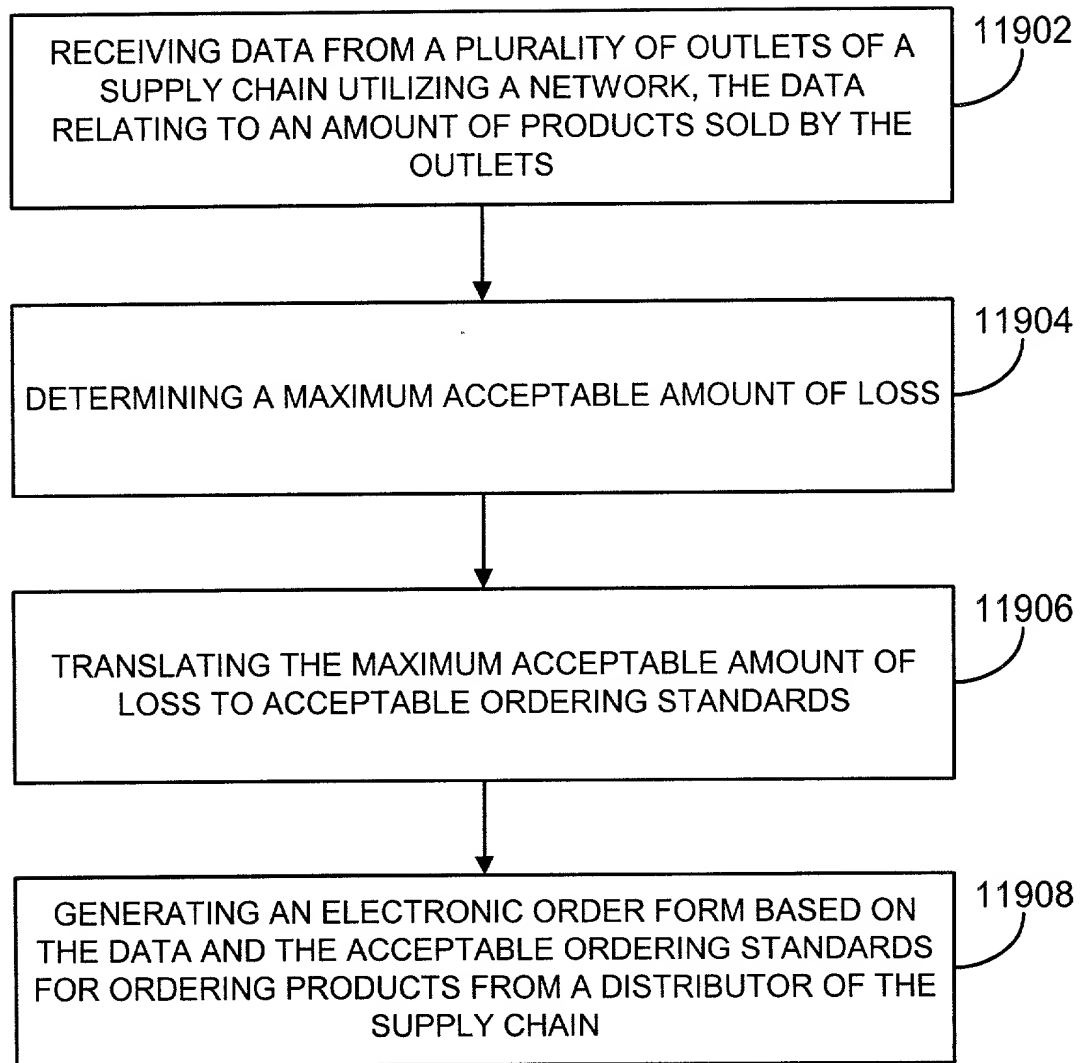 11902
RECEIVING DATA FROM A PLURALITY OF OUTLETS OF A
SUPPLY CHAIN UTILIZING A NETWORK, THE DATA
RELATING TO AN AMOUNT OF PRODUCTS SOLD BY THE
OUTLETS
11904
DETERMINING A MAXIMUM ACCEPTABLE AMOUNT OF LOSS
11906
TRANSLATING THE MAXIMUM ACCEPTABLE AMOUNT OF
LOSS TO ACCEPTABLE ORDERING STANDARDS
11908
GENERATING AN ELECTRONIC ORDER FORM BASED ON
THE DATA AND THE ACCEPTABLE ORDERING STANDARDS
FOR ORDERING PRODUCTS FROM A DISTRIBUTOR OF THE
SUPPLY CHAIN